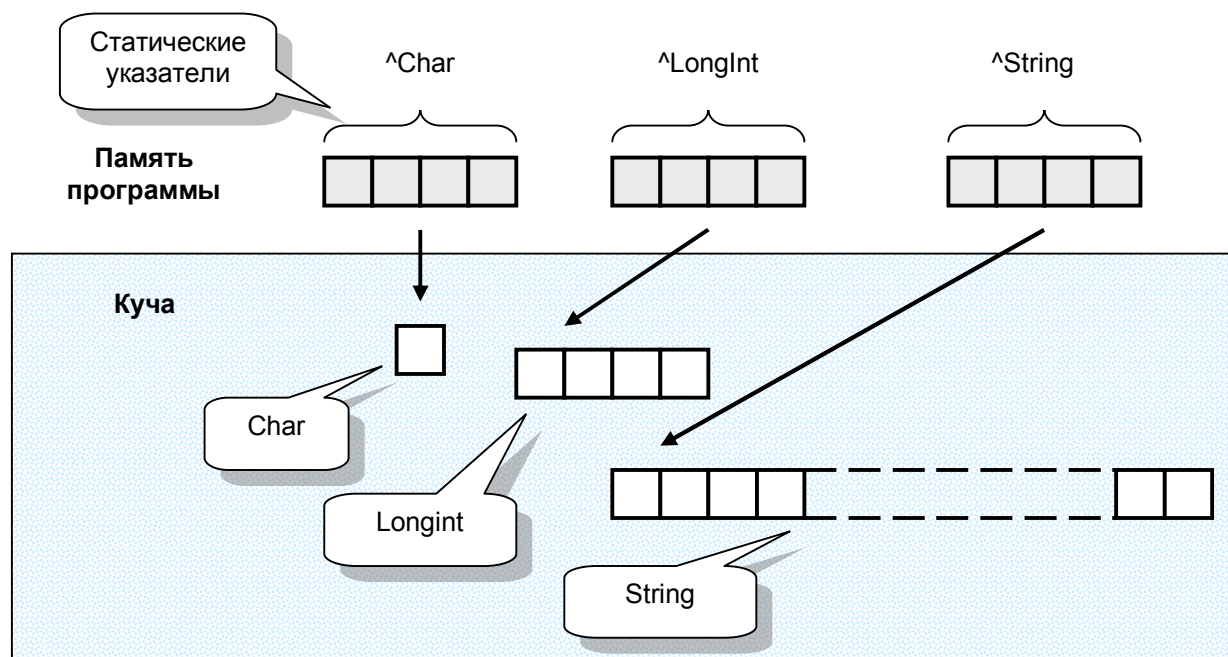 Статические
указатели
^Char
^LongInt
^String
Память
программы
Куча
Char
Longint
String